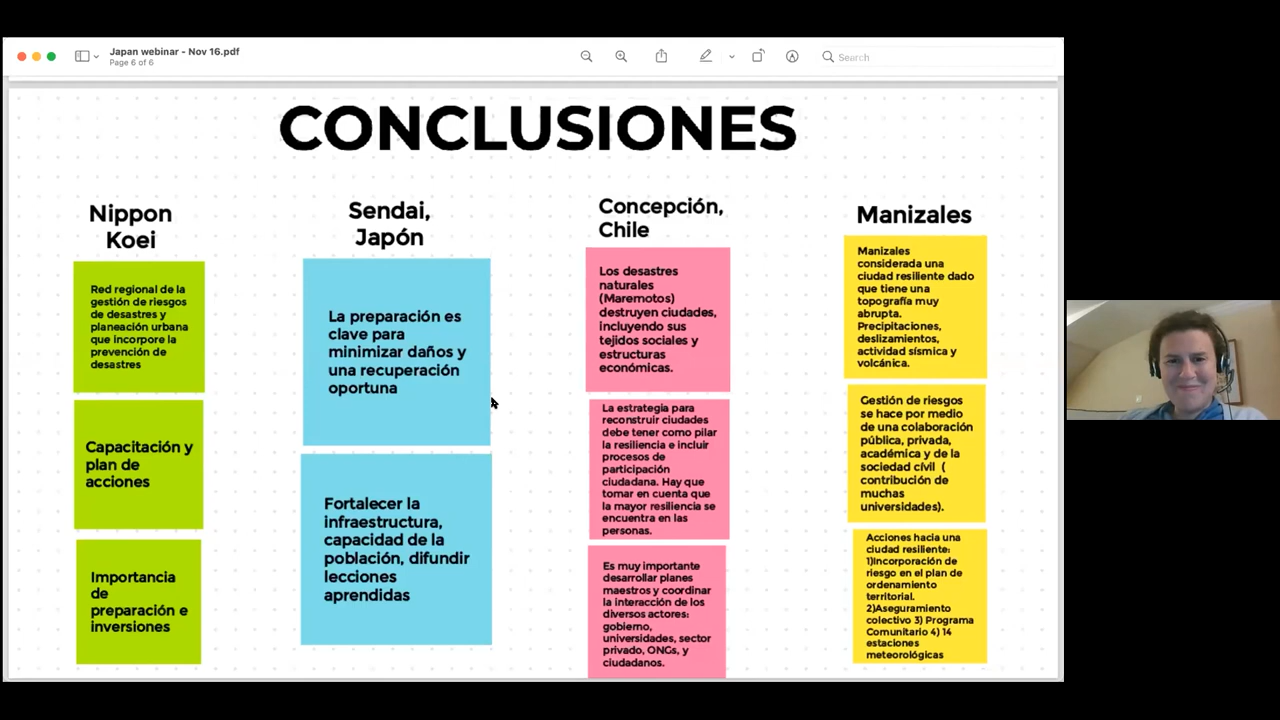 Japan webinar - Nov 16.pdf
Page 6 of 6
Search
CONCLUSIONES
Nippon
Koei
Red regional de la
gestión de riesgos
de desastres y
planeación urbana
que incorpore la
prevención de
desastres
Capacitación y
plan de
acciones
Importancia
de
preparación e
inversiones
Sendai,
Japón
La preparación es
clave para
minimizar daños y
una recuperación
oportuna
Fortalecer la
infraestructura,
capacidad de la
población, difundir
lecciones
aprendidas
Concepción,
Chile
Los desastres
naturales
(Maremotos)
destruyen ciudades,
incluyendo sus
tejidos sociales y
estructuras
económicas.
La estrategia para
reconstruir ciudades
debe tener como pilar
la resiliencia e incluir
procesos de
participación
ciudadana. Hay que
tomar en cuenta que
la mayor resiliencia se
encuentra en las
personas.
Es muy importante
desarrollar planes
maestros y coordinar
la interacción de los
diversos actores:
gobierno,
universidades, sector
privado, ONGs, y
ciudadanos.
Manizales
Manizales
considerada una
ciudad resiliente dado
que tiene una
topografía muy
abrupta.
Precipitaciones,
deslizamientos,
actividad sísmica y
volcánica.
Gestión de riesgos
se hace por medio
de una colaboración
pública, privada,
académica y de la
sociedad cívil (
contribución de
muchas
universidades).
Acciones hacia una
ciudad resiliente:
1)Incorporación de
riesgo en el plan de
ordenamiento
territorial.
2)Aseguramiento
colectivo 3) Programa
Comunitario 4) 14
estaciones
meteorológicas